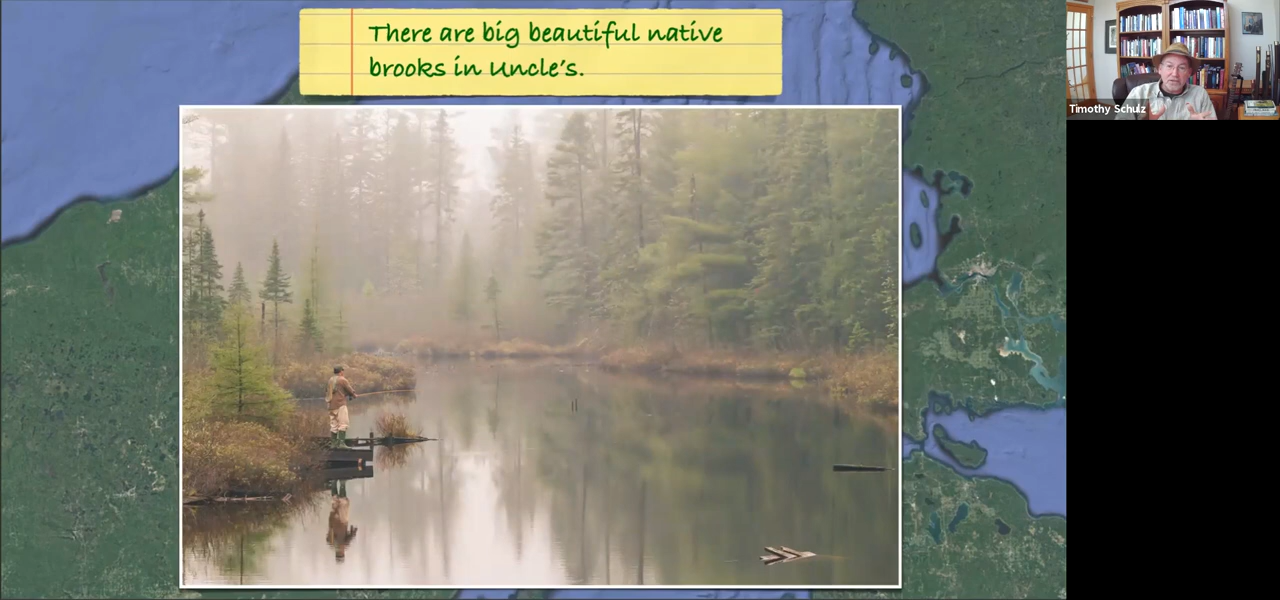 There are big beautiful native
brooks in Uncle's.
Timothy Schulz